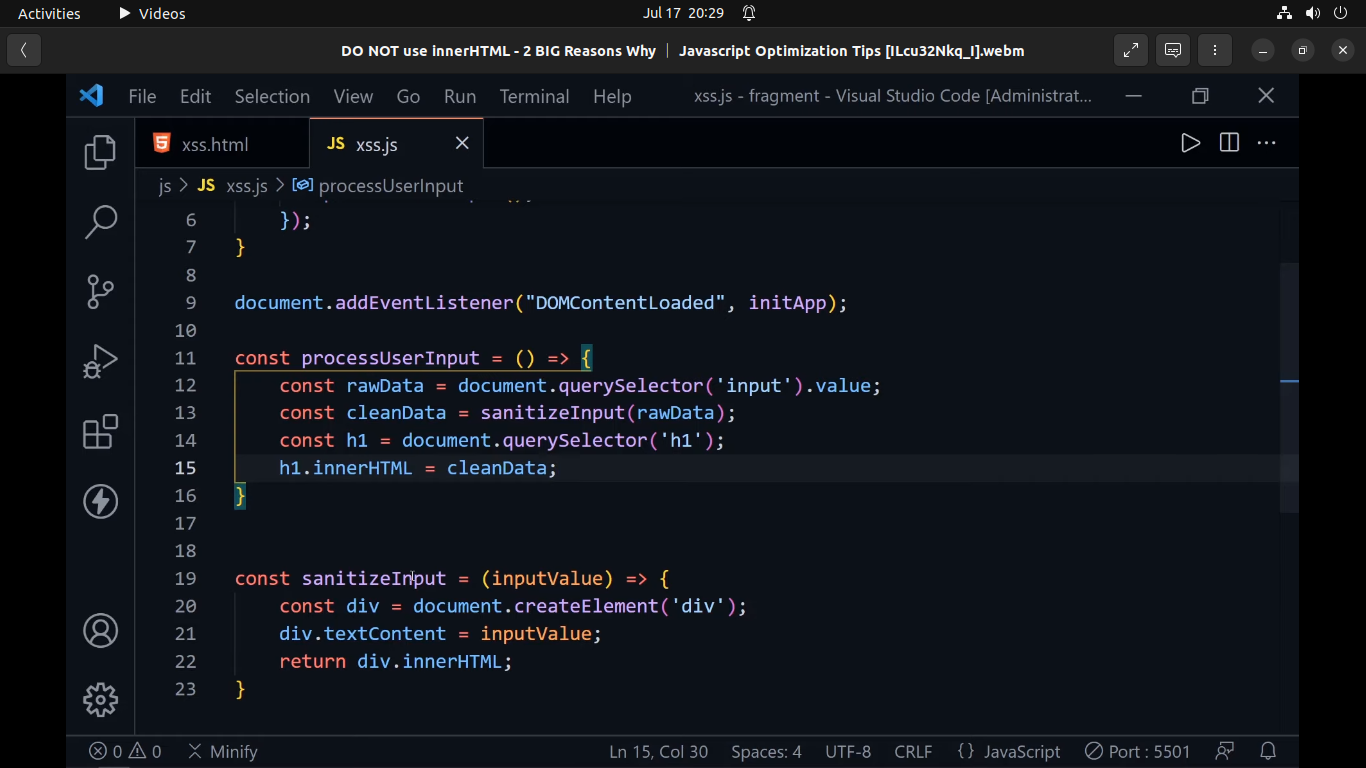 Activities Videos Jul 17 20:29
DO NOT use innerHTML - 2 BIG Reasons Why | Javascript Optimization Tips [ILcu32Nkq_I].webm
File Edit Selection View Go Run Terminal Help xss.js - fragment - Visual Studio Code [Administrat...
xss.html JS xss.js
js > JS xss.js > processUserInput
6 });
7 }
8
9 document.addEventListener("DOMContentLoaded", initApp);
10
11 const processUserInput = () => {
12 const rawData = document.querySelector('input').value;
13 const cleanData = sanitizeInput(rawData);
14 const h1 = document.querySelector('h1');
15 h1.innerHTML = cleanData;
16 }
17
18
19 const sanitizeInput = (inputValue) => {
20 const div = document.createElement('div');
21 div.textContent = inputValue;
22 return div.innerHTML;
23 }
0 0 Minify Ln 15, Col 30 Spaces: 4 UTF-8 CRLF {} JavaScript Port : 5501